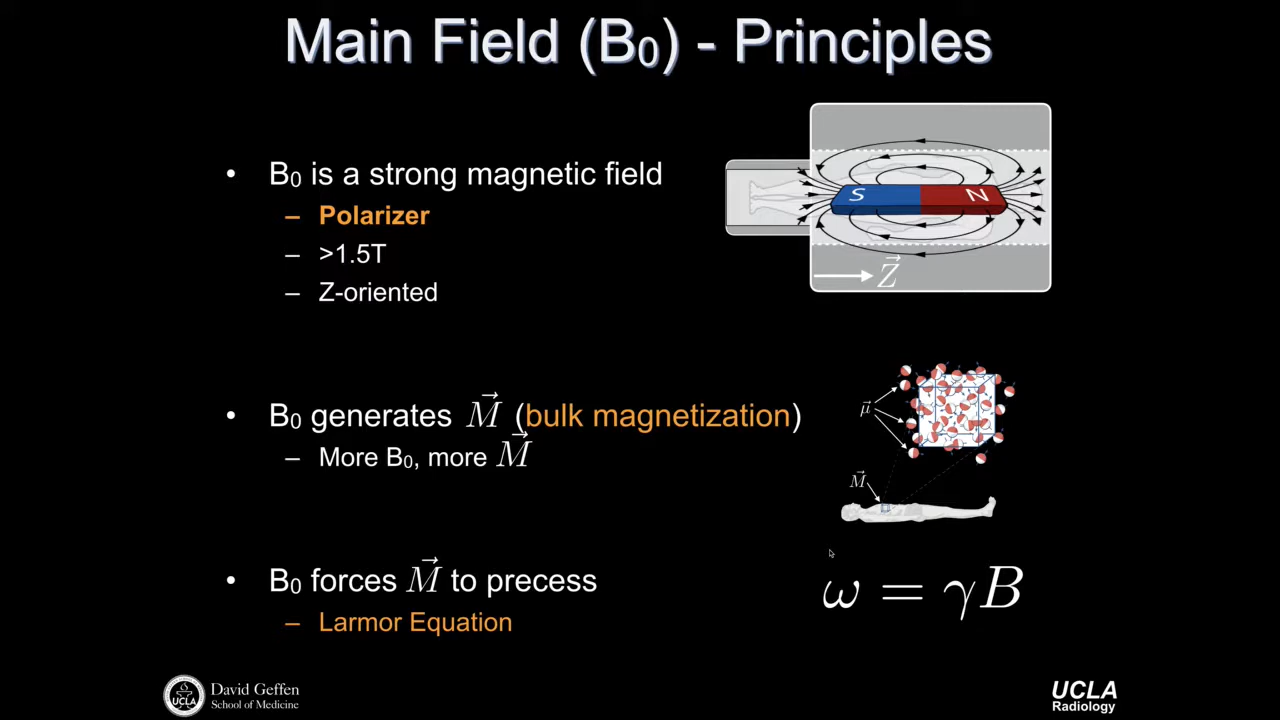 Main Field (B₀) - Principles
• B₀ is a strong magnetic field
– Polarizer
– >1.5T
– Z-oriented
S N
Z⃗
• B₀ generates M⃗ (bulk magnetization)
– More B₀, more M⃗
μ⃗
M⃗
• B₀ forces M⃗ to precess
– Larmor Equation
ω = γB
UCLA
David Geffen
School of Medicine
UCLA
Radiology